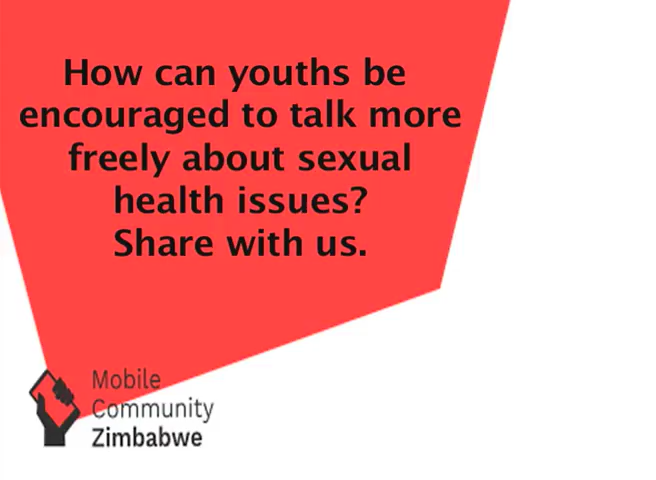 How can youths be
encouraged to talk more
freely about sexual
health issues?
Share with us.
Mobile
Community
Zimbabwe